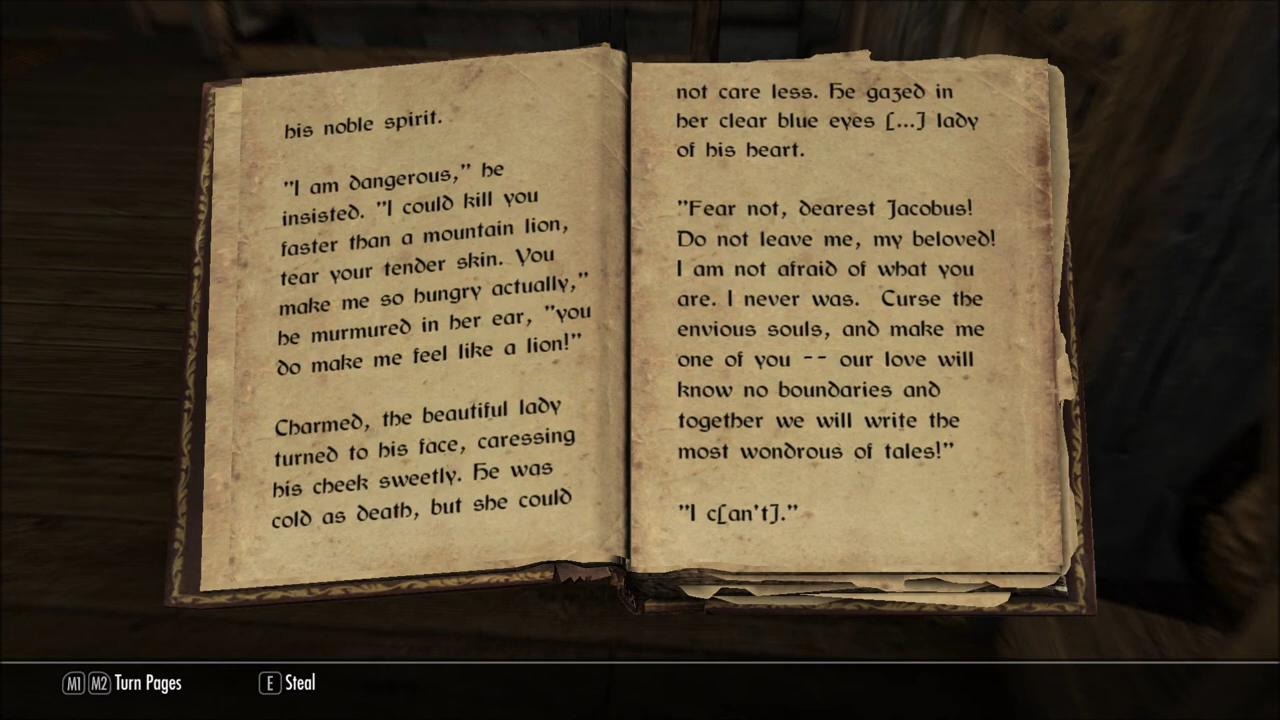 his noble spirit.
"I am dangerous," he
insisted. "I could kill you
faster than a mountain lion,
tear your tender skin. You
make me so hungry actually,"
he murmured in her ear, "you
do make me feel like a lion!"
Charmed, the beautiful lady
turned to his face, caressing
his cheek sweetly. He was
cold as death, but she could
not care less. He gazed in
her clear blue eyes [...] lady
of his heart.
"Fear not, dearest Jacobus!
Do not leave me, my beloved!
I am not afraid of what you
are. I never was.  Curse the
envious souls, and make me
one of you -- our love will
know no boundaries and
together we will write the
most wondrous of tales!"
"I c[an't]."
M1 M2 Turn Pages
E Steal